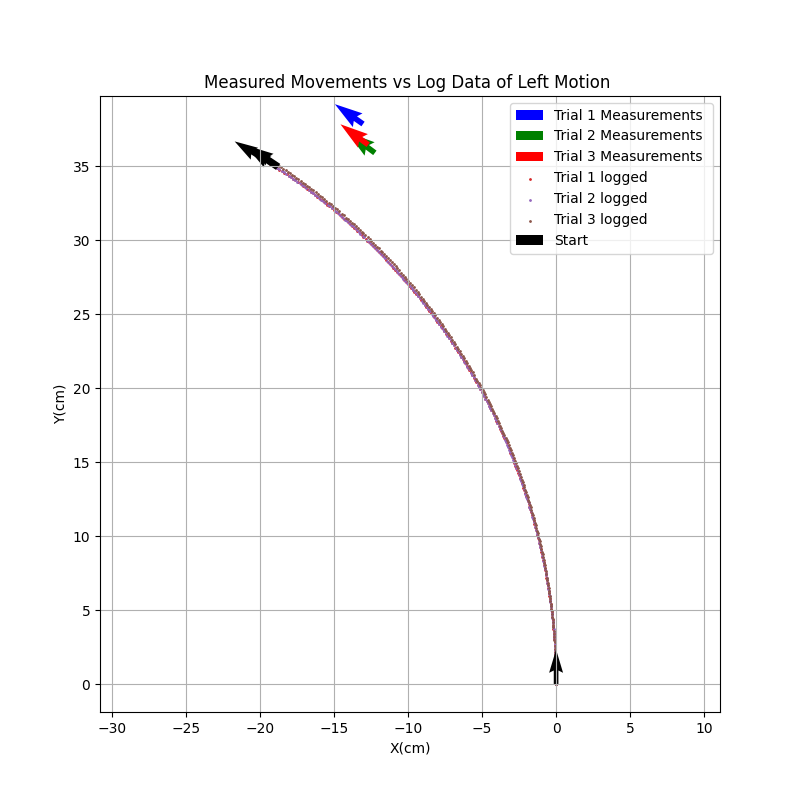 Measured Movements vs Log Data of Left Motion
Trial 1 Measurements
Trial 2 Measurements
Trial 3 Measurements
Trial 1 logged
Trial 2 logged
Trial 3 logged
Start
35
30
25
20
15
10
5
0
Y(cm)
−30 −25 −20 −15 −10 −5 0 5 10
X(cm)